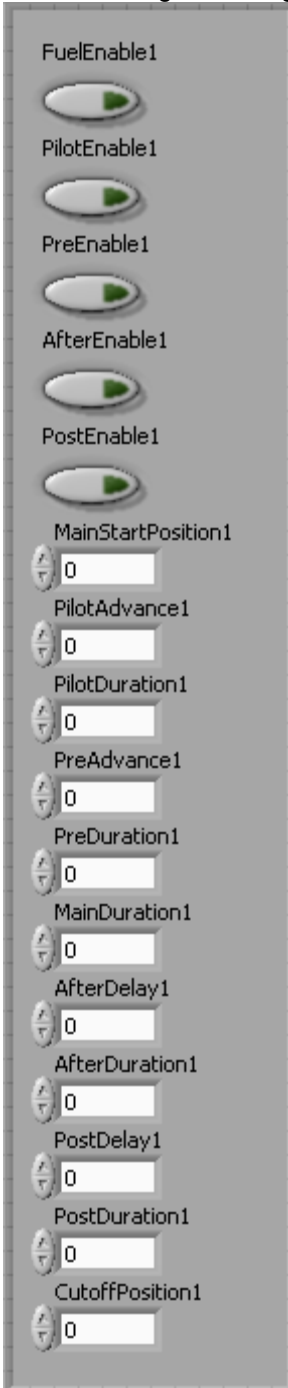 FuelEnable1
PilotEnable1
PreEnable1
AfterEnable1
PostEnable1
MainStartPosition1
0
PilotAdvance1
0
PilotDuration1
0
PreAdvance1
0
PreDuration1
0
MainDuration1
0
AfterDelay1
0
AfterDuration1
0
PostDelay1
0
PostDuration1
0
CutoffPosition1
0